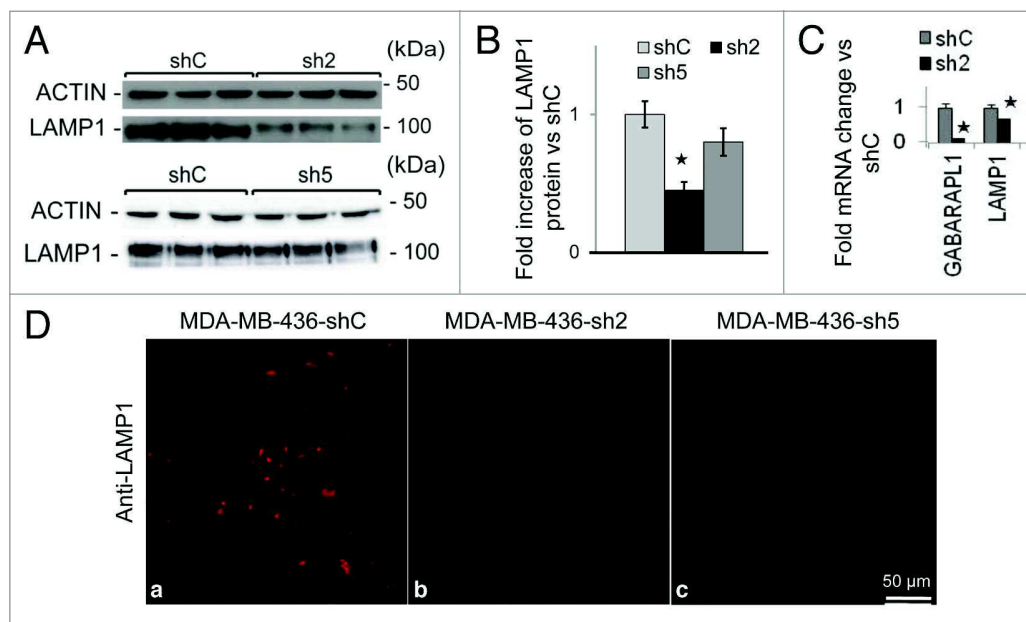 A
(kDa)
shC sh2
ACTIN - - 50
LAMP1 - - 100
(kDa)
shC sh5
ACTIN - - 50
LAMP1 - - 100
B
Fold increase of LAMP1
protein vs shC
shC sh2
sh5
1
★
0
C
Fold mRNA change vs
shC
shC
sh2
1
★ ★
0
GABARAPL1
LAMP1
D
MDA-MB-436-shC MDA-MB-436-sh2 MDA-MB-436-sh5
Anti-LAMP1
50 µm
a b c